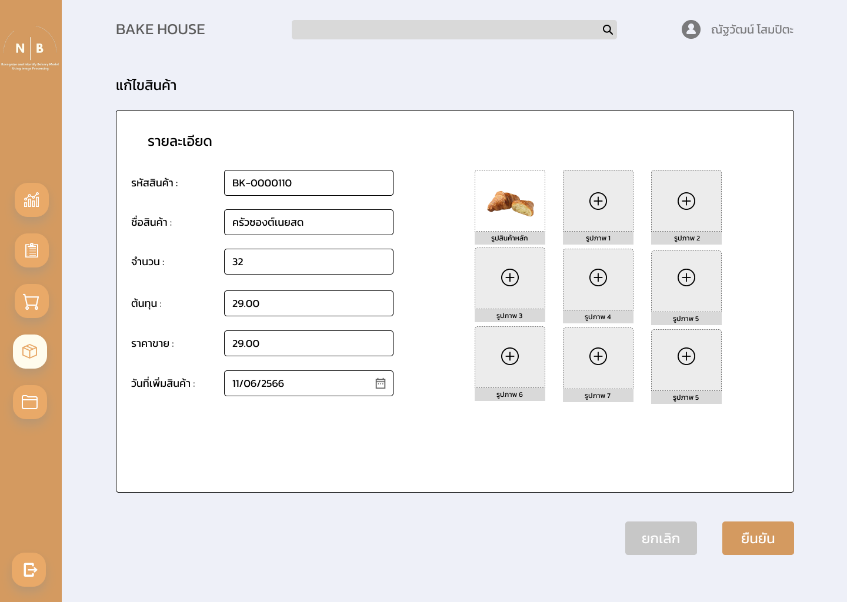 BAKE HOUSE
ณัฐวัฒน์ โสมปิตะ
N | B
แก้ไขสินค้า
รายละเอียด
รหัสสินค้า :
BK-0000110
ชื่อสินค้า :
ครัวซองต์เนยสด
จำนวน :
32
ต้นทุน :
29.00
ราคาขาย :
29.00
วันที่เพิ่มสินค้า :
11/06/2566
รูปสินค้าหลัก
รูปภาพ 1
รูปภาพ 2
รูปภาพ 3
รูปภาพ 4
รูปภาพ 5
รูปภาพ 6
รูปภาพ 7
รูปภาพ 5
ยกเลิก
ยืนยัน